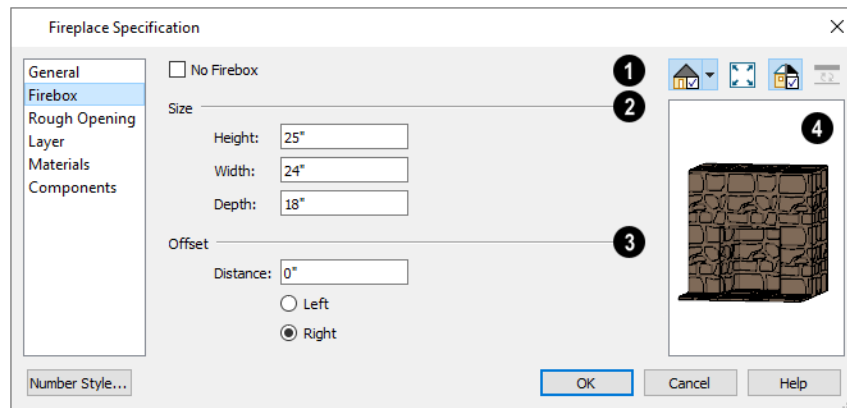 Fireplace Specification
General
Firebox
Rough Opening
Layer
Materials
Components
No Firebox
1
Size
2
Height: 25"
Width: 24"
Depth: 18"
Offset
3
Distance: 0"
Left
Right
4
Number Style...
OK
Cancel
Help